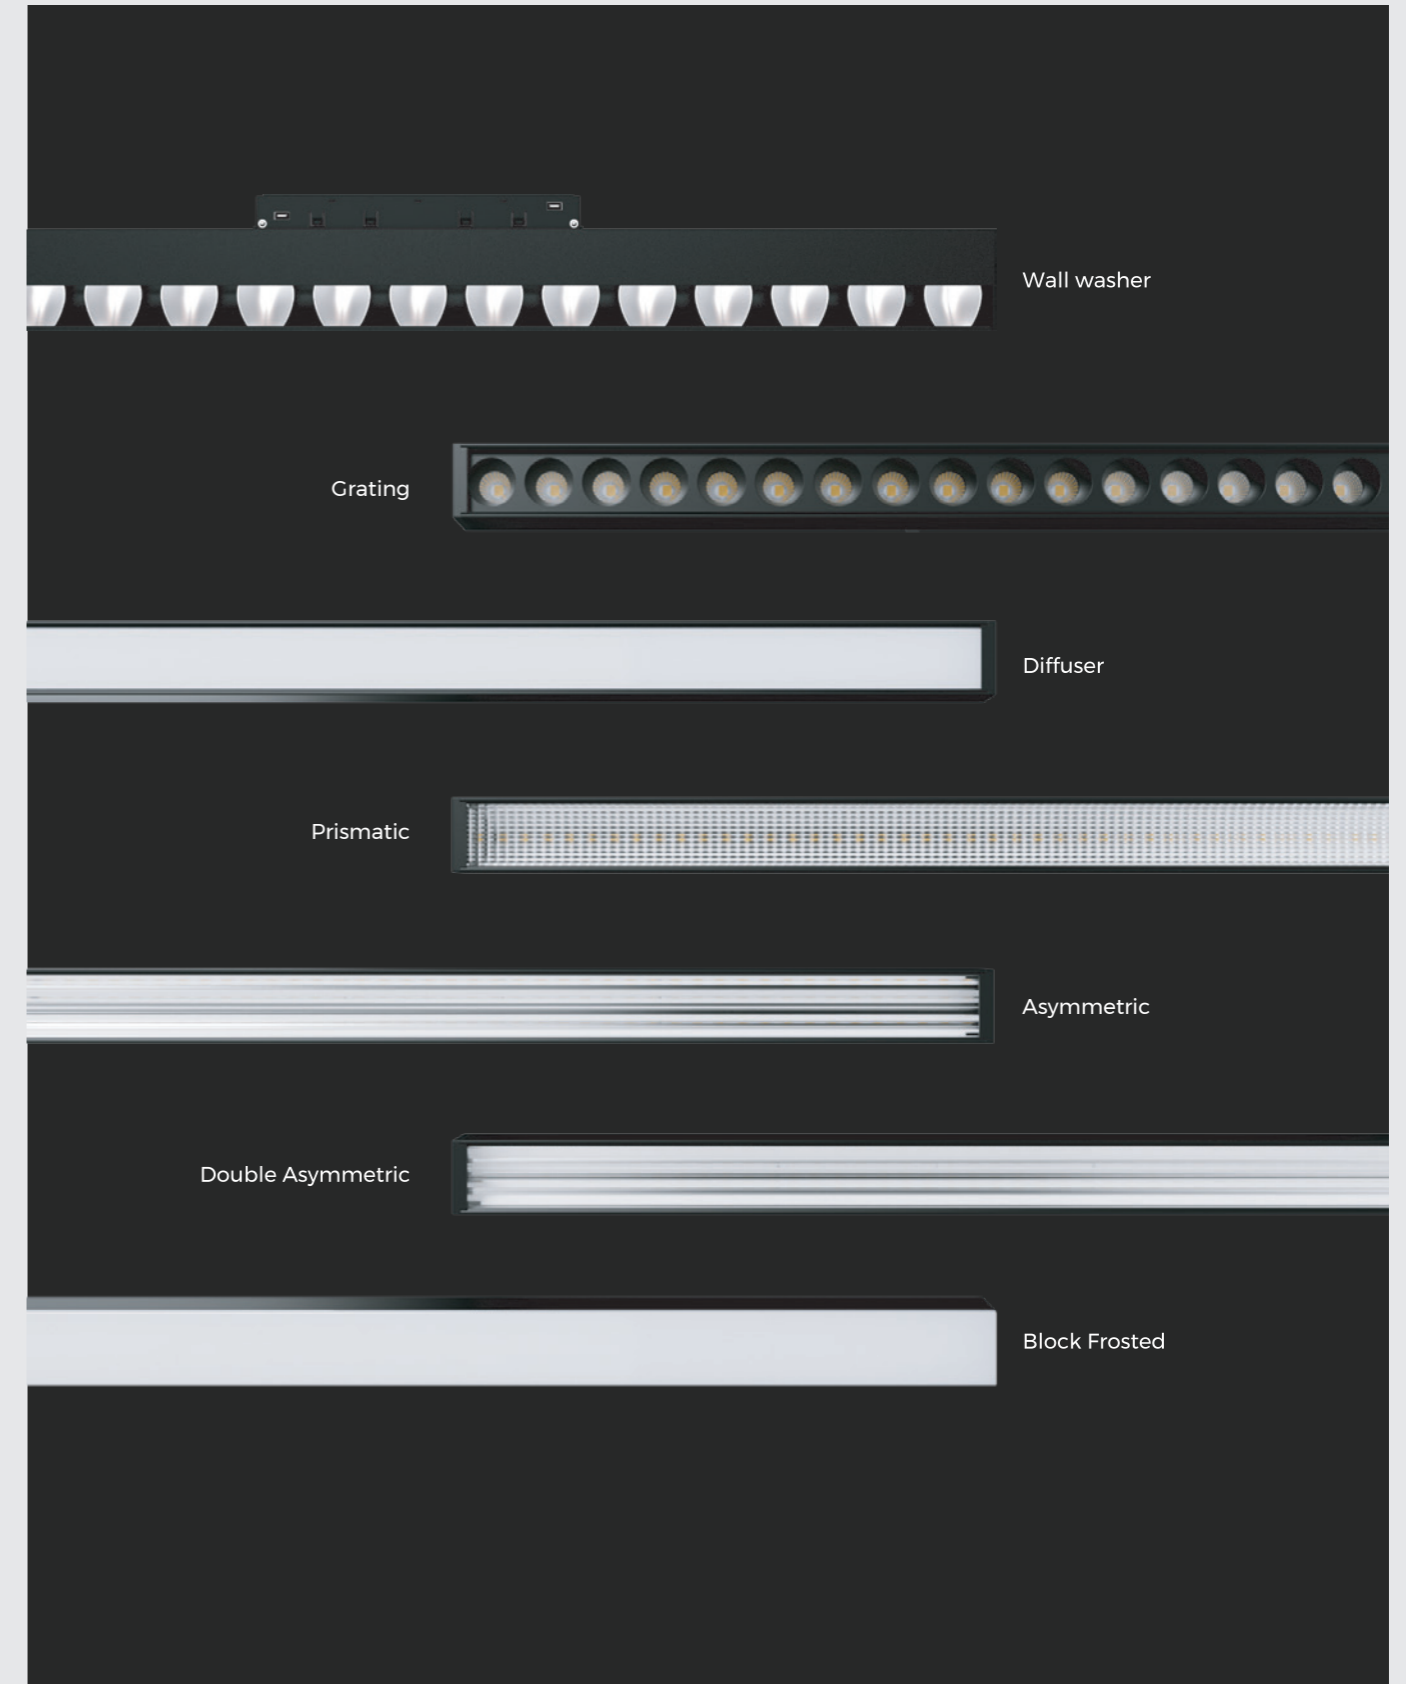 Wall washer
Grating
Diffuser
Prismatic
Asymmetric
Double Asymmetric
Block Frosted